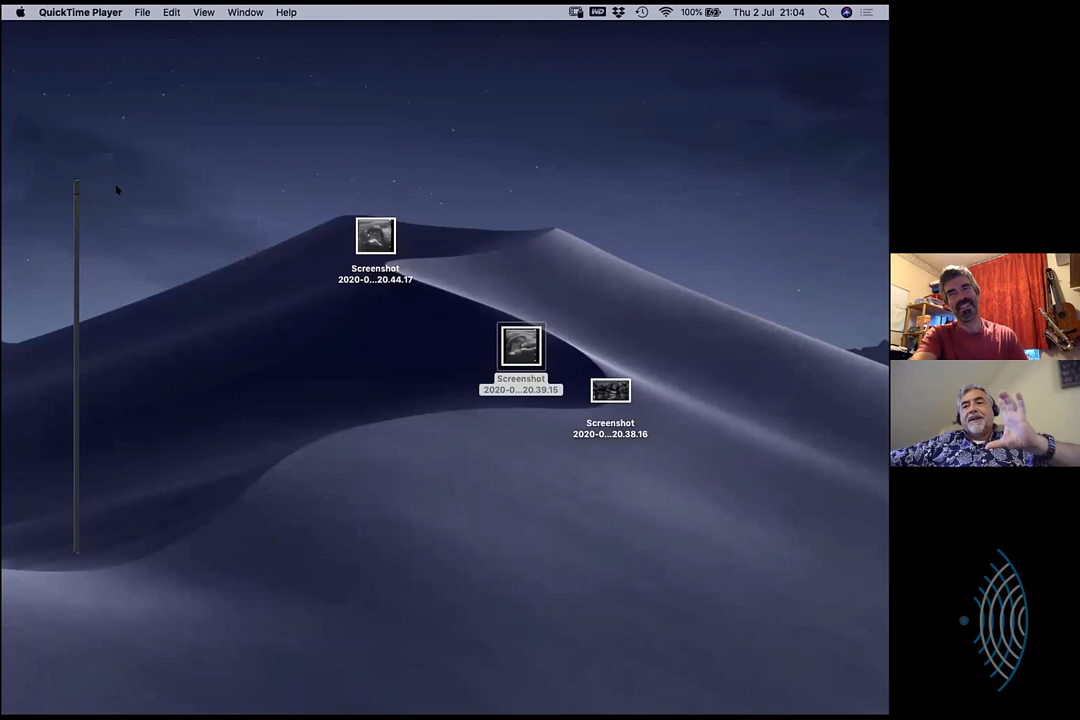 QuickTime Player File Edit View Window Help 100% Thu 2 Jul 21:04
Screenshot
2020-0...20.44.17
Screenshot
2020-0...20.39.15
Screenshot
2020-0...20.38.16